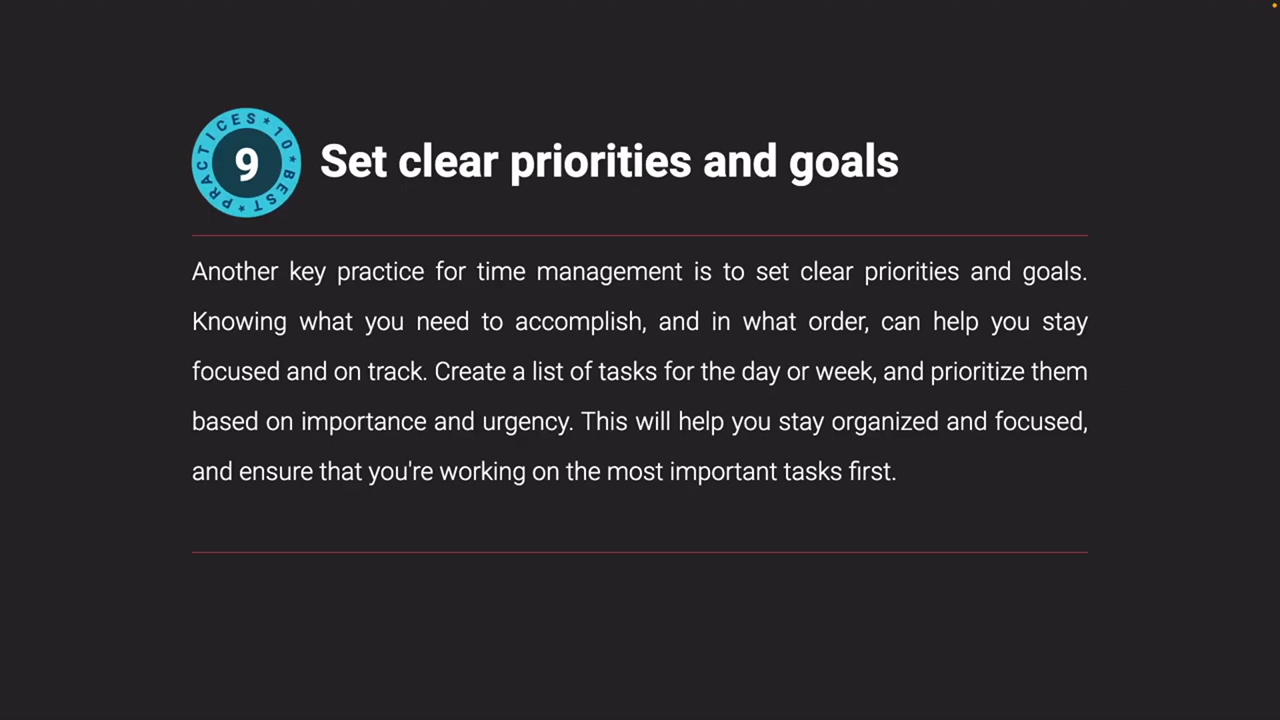 PRACTICES * 10 * BEST *
9
Set clear priorities and goals
Another key practice for time management is to set clear priorities and goals.
Knowing what you need to accomplish, and in what order, can help you stay
focused and on track. Create a list of tasks for the day or week, and prioritize them
based on importance and urgency. This will help you stay organized and focused,
and ensure that you're working on the most important tasks first.